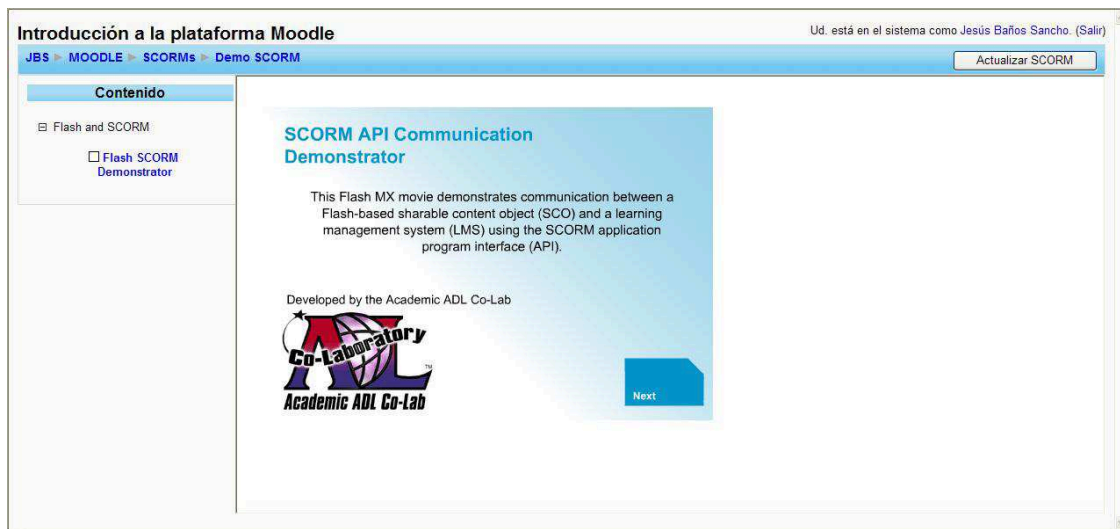 Introducción a la plataforma Moodle
Ud. está en el sistema como Jesús Baños Sancho. (Salir)
JBS ► MOODLE ► SCORMs ► Demo SCORM
Actualizar SCORM
Contenido
Flash and SCORM
Flash SCORM
Demonstrator
SCORM API Communication
Demonstrator
This Flash MX movie demonstrates communication between a
Flash-based sharable content object (SCO) and a learning
management system (LMS) using the SCORM application
program interface (API).
Developed by the Academic ADL Co-Lab
ADL
Co-Laboratory
TM
Academic ADL Co-Lab
Next